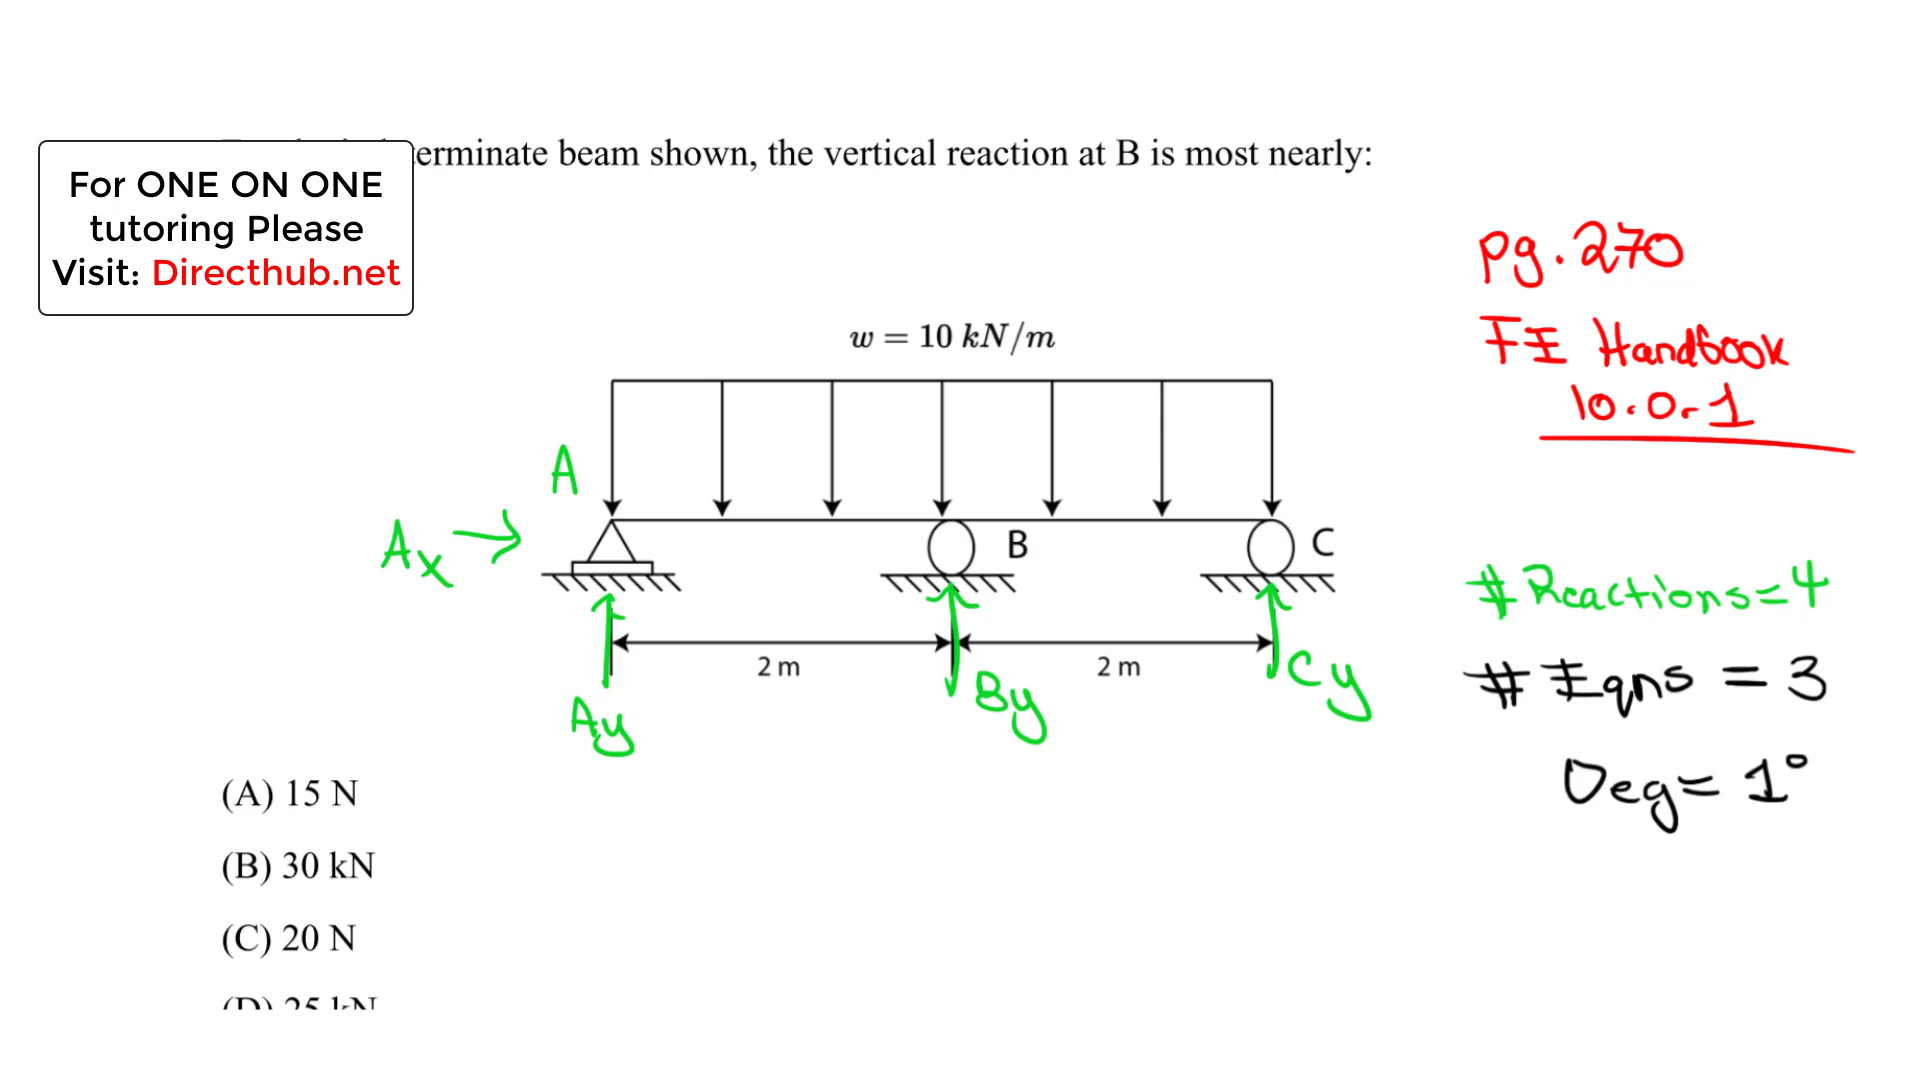 erminate beam shown, the vertical reaction at B is most nearly:
For ONE ON ONE
tutoring Please
Visit: Directhub.net
pg. 270
FE Handbook
10.0.1
w = 10 kN/m
A
Ax
B
C
2 m
2 m
Ay
By
Cy
# Reactions = 4
# Eqns = 3
Deg = 1°
(A) 15 N
(B) 30 kN
(C) 20 N
(D) 25 kN